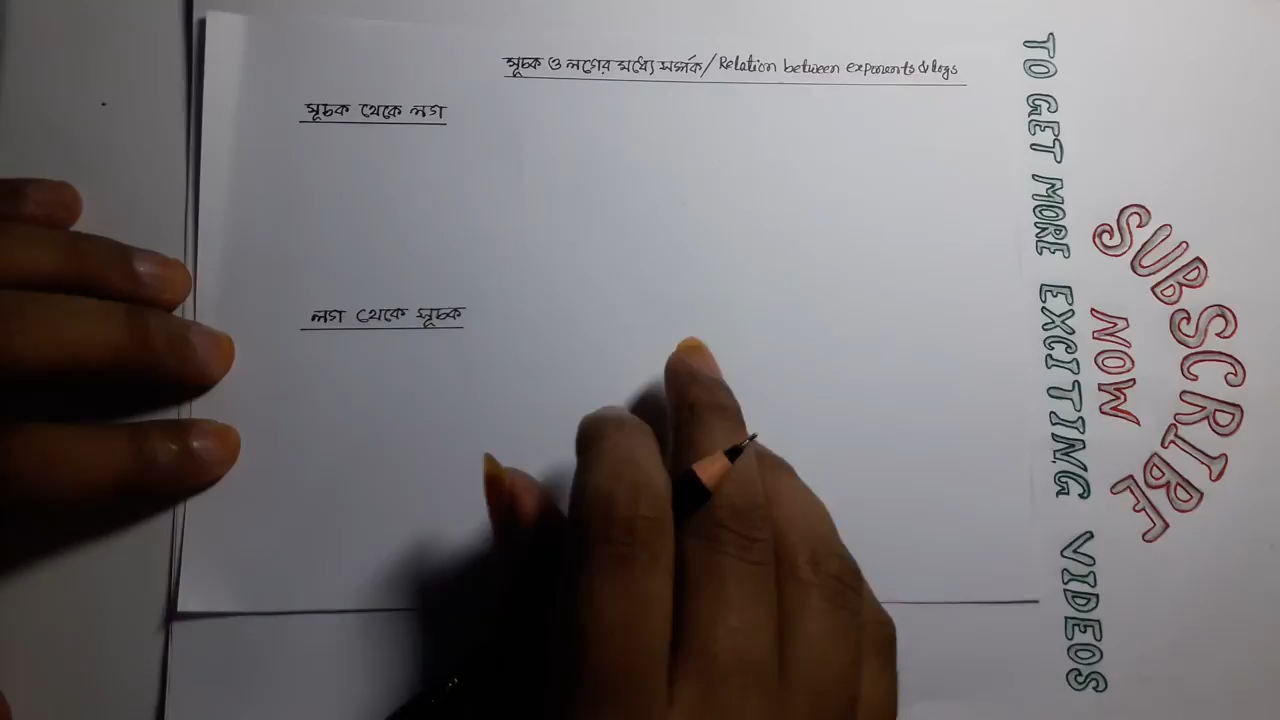 সূচক ও লগের মধ্যে সম্পর্ক/Relation between exponents & logs
সূচক থেকে লগ
লগ থেকে সূচক
TO GET MORE EXCITING VIDEOS
SUBSCRIBE
NOW